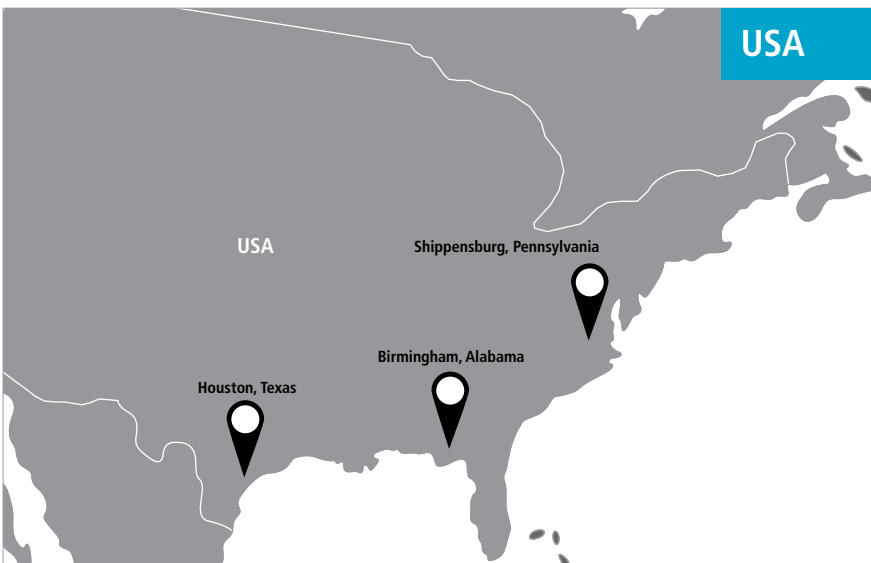 USA
USA
Shippensburg, Pennsylvania
Birmingham, Alabama
Houston, Texas